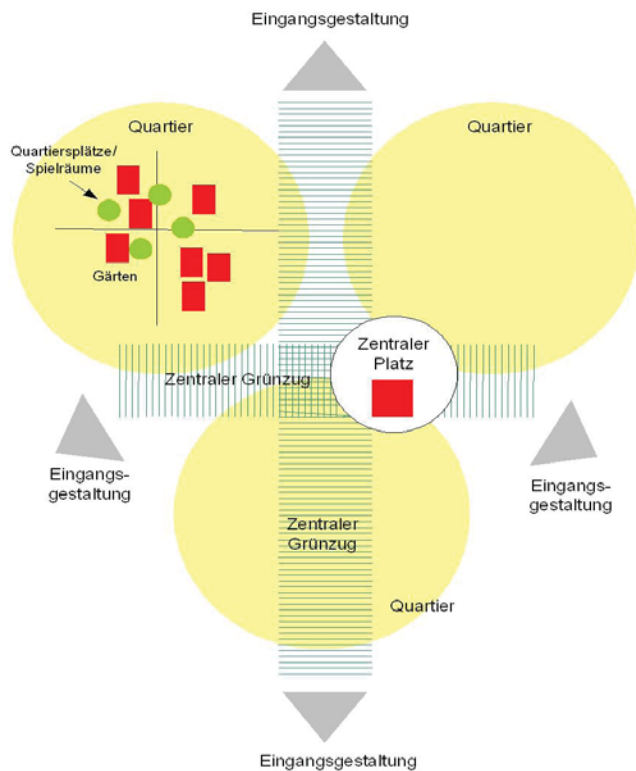 Eingangsgestaltung
Quartier
Quartier
Quartiersplätze/
Spielräume
Gärten
Zentraler
Platz
Zentraler Grünzug
Eingangs-
gestaltung
Eingangs-
gestaltung
Zentraler
Grünzug
Quartier
Eingangsgestaltung